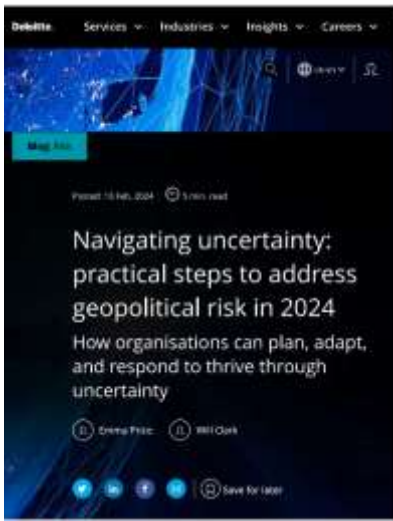 Deloitte.
Services Industries Insights Careers
Posted: 15 Feb. 2024 5 min. read
Navigating uncertainty:
practical steps to address
geopolitical risk in 2024
How organisations can plan, adapt,
and respond to thrive through
uncertainty
Emma Price Will Clark
Save for later